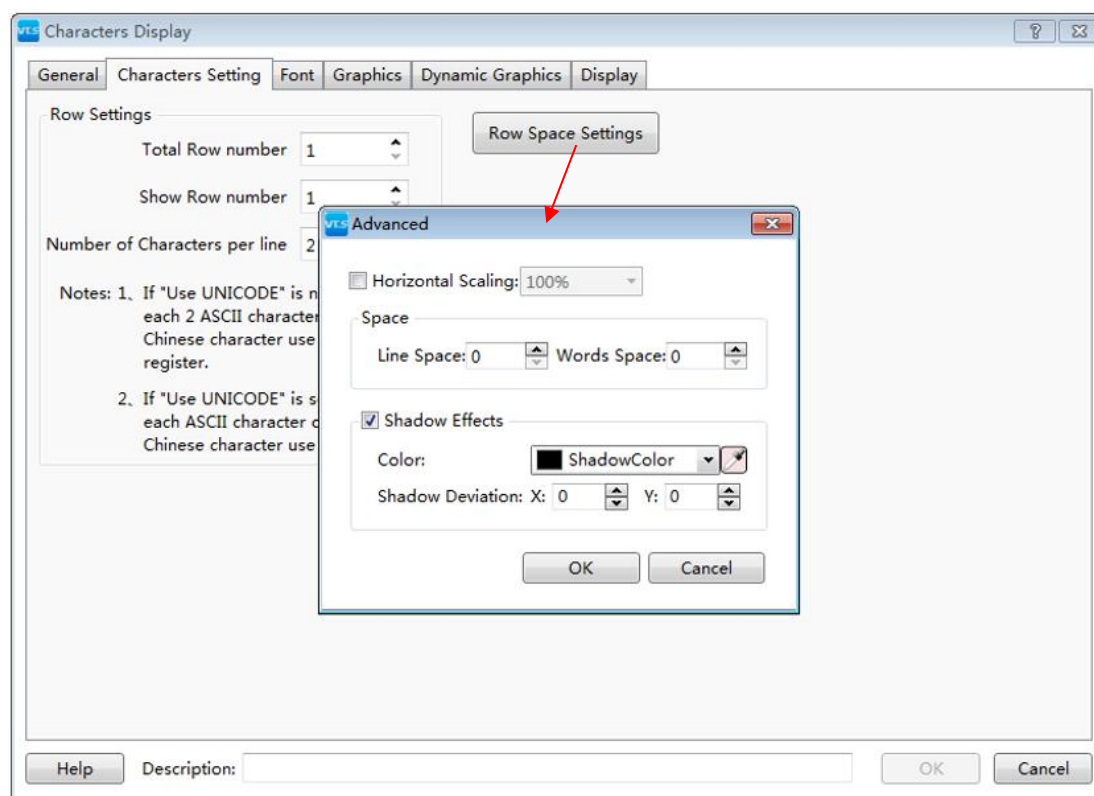 VTS Characters Display
General Characters Setting Font Graphics Dynamic Graphics Display
Row Settings
Row Space Settings
Total Row number 1
Show Row number 1
Number of Characters per line 2
Notes: 1、If "Use UNICODE" is n
each 2 ASCII character
Chinese character use
register.
2、If "Use UNICODE" is s
each ASCII character
Chinese character use
VTS Advanced
Horizontal Scaling: 100%
Space
Line Space: 0 Words Space: 0
Shadow Effects
Color: ShadowColor
Shadow Deviation: X: 0 Y: 0
OK Cancel
Help Description: OK Cancel